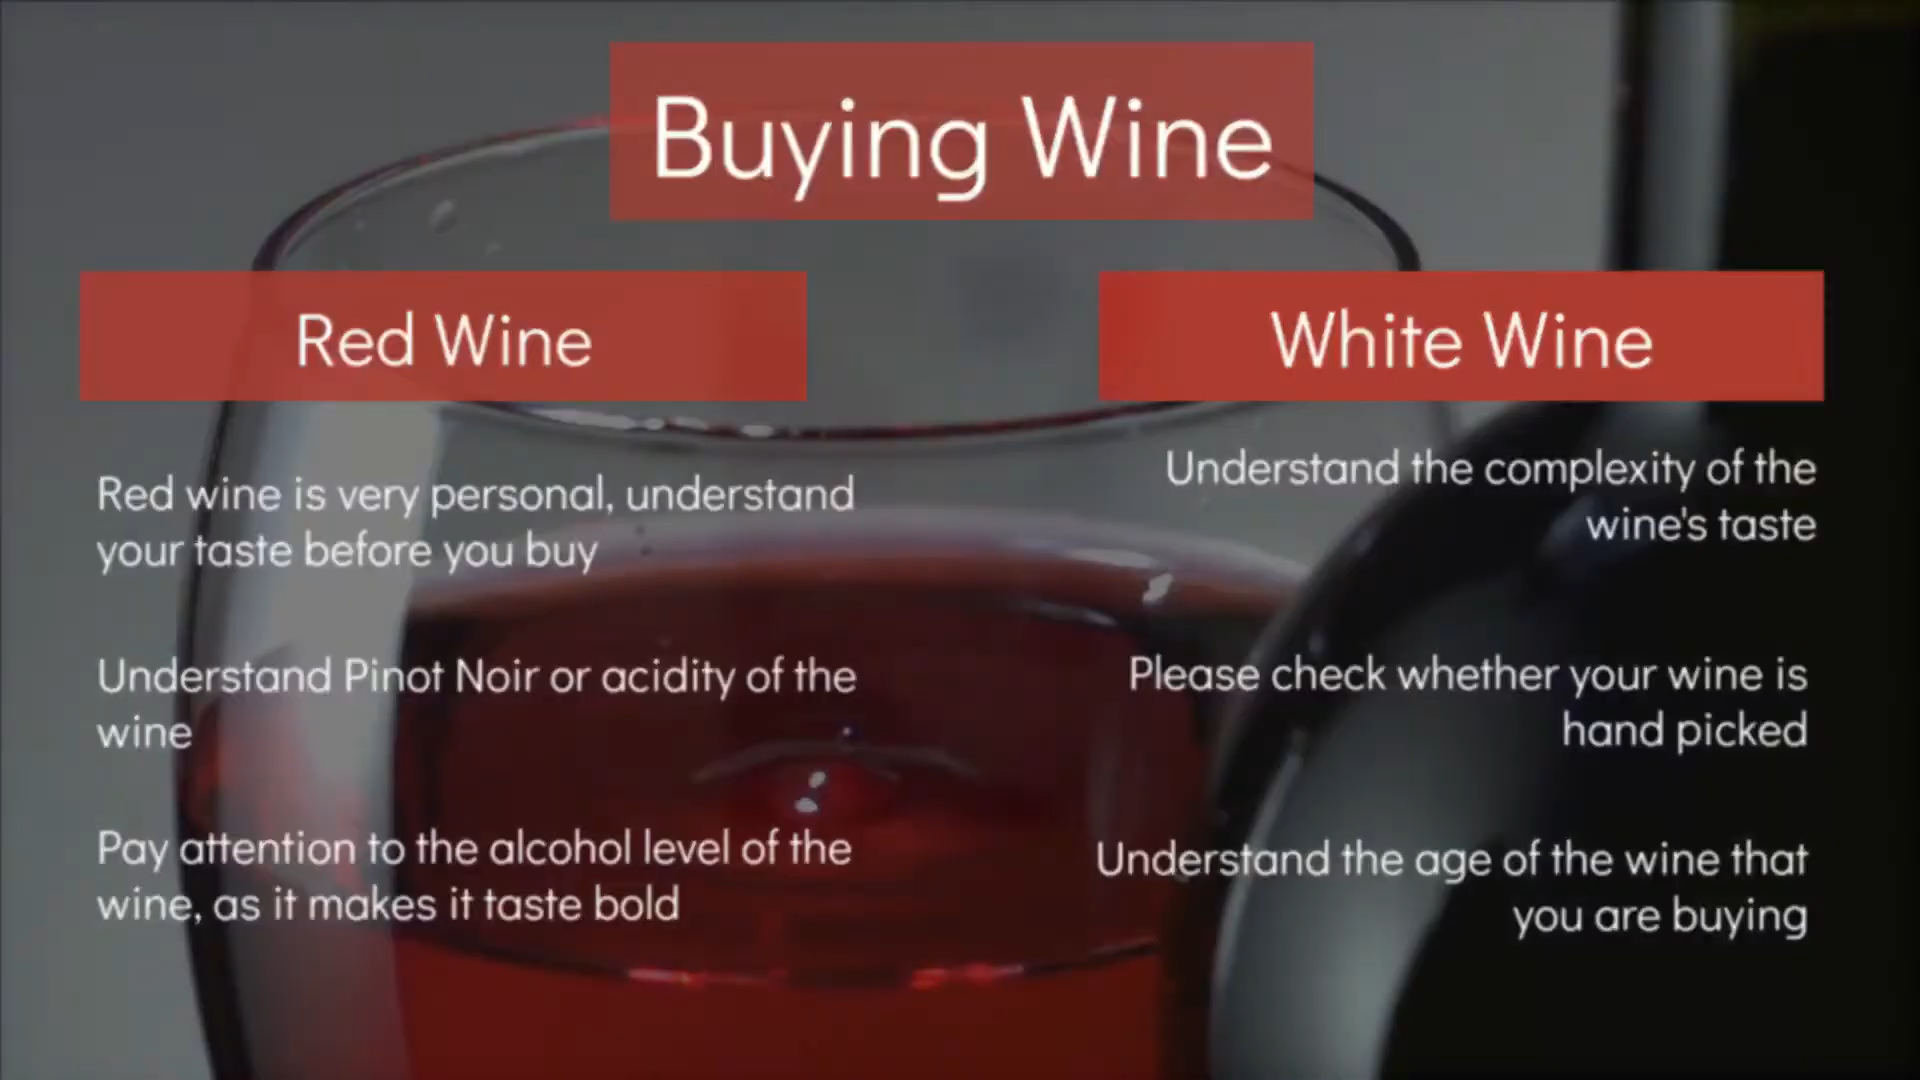 Buying Wine
Red Wine
Red wine is very personal, understand
your taste before you buy
Understand Pinot Noir or acidity of the
wine
Pay attention to the alcohol level of the
wine, as it makes it taste bold
White Wine
Understand the complexity of the
wine's taste
Please check whether your wine is
hand picked
Understand the age of the wine that
you are buying